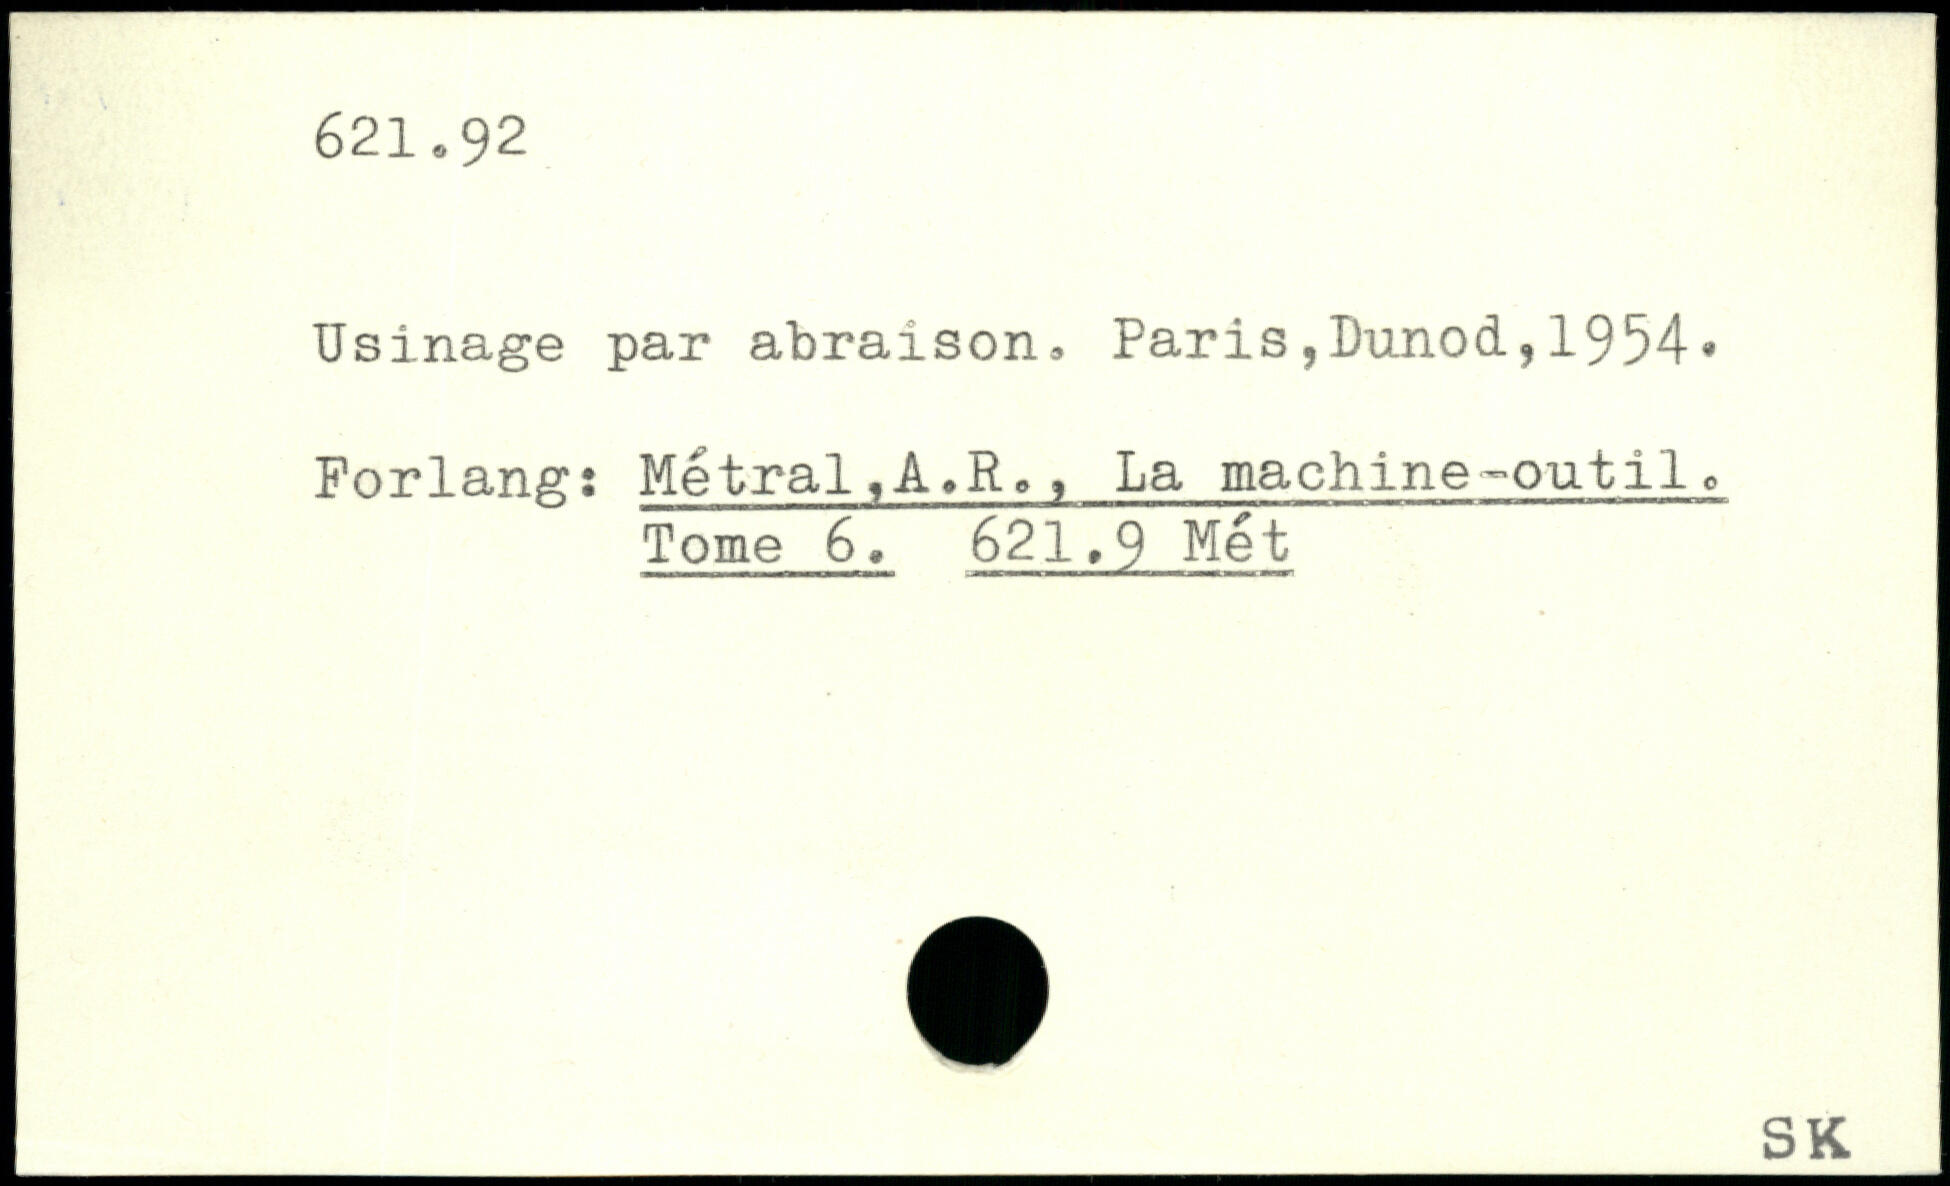 621.92
Usinage par abraison. Paris,Dunod,1954.
Forlang: Métral,A.R., La machine-outil.
Tome 6. 621.9 Mét
SK